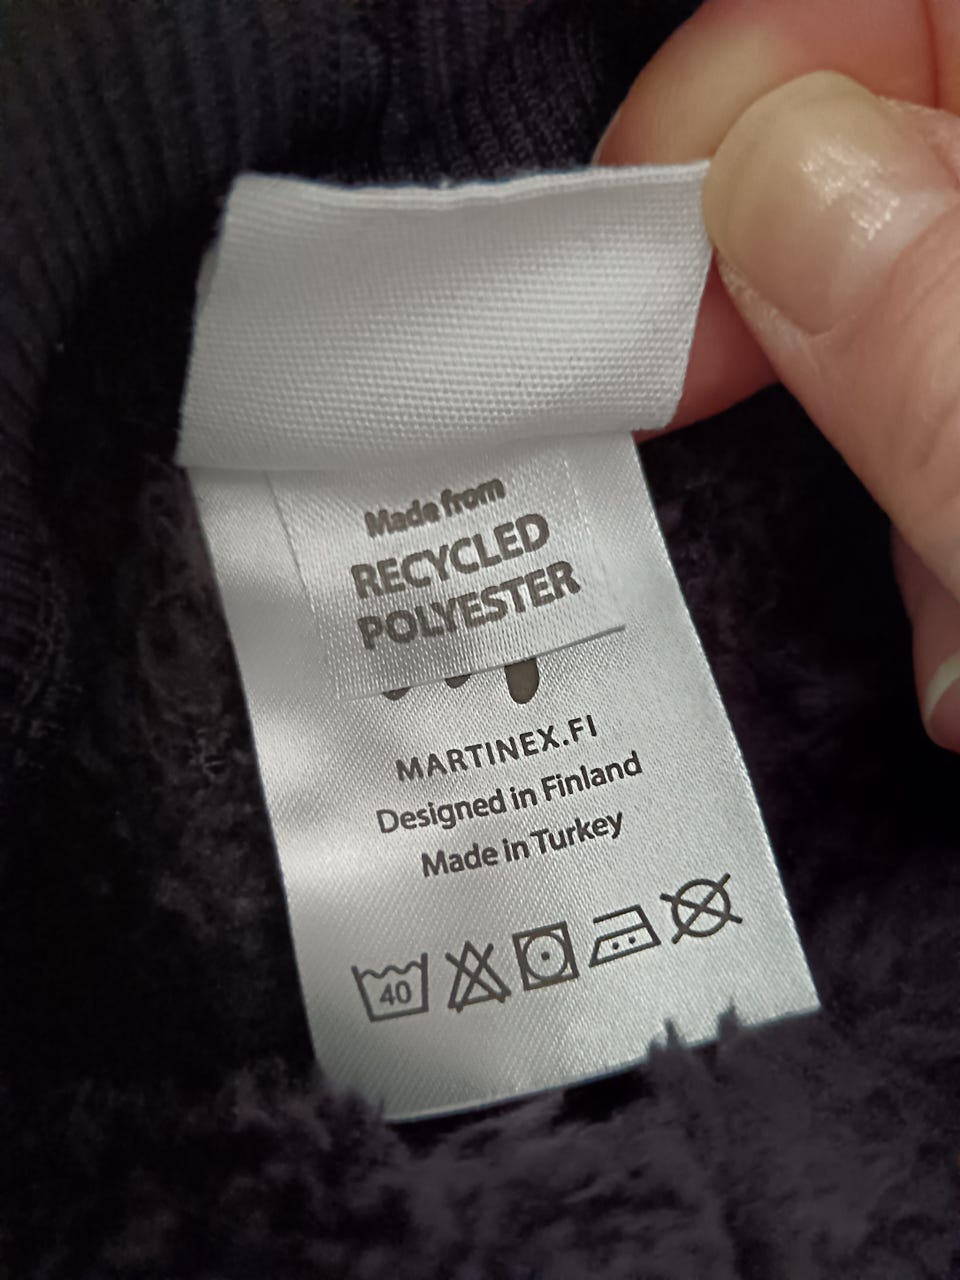 Made from
RECYCLED
POLYESTER
MARTINEX.FI
Designed in Finland
Made in Turkey
40